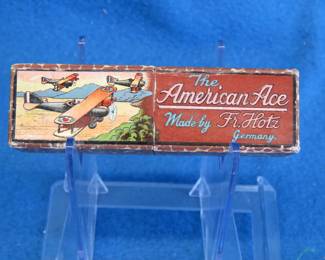 The
American Ace
Made by Fr. Hotz
Germany.